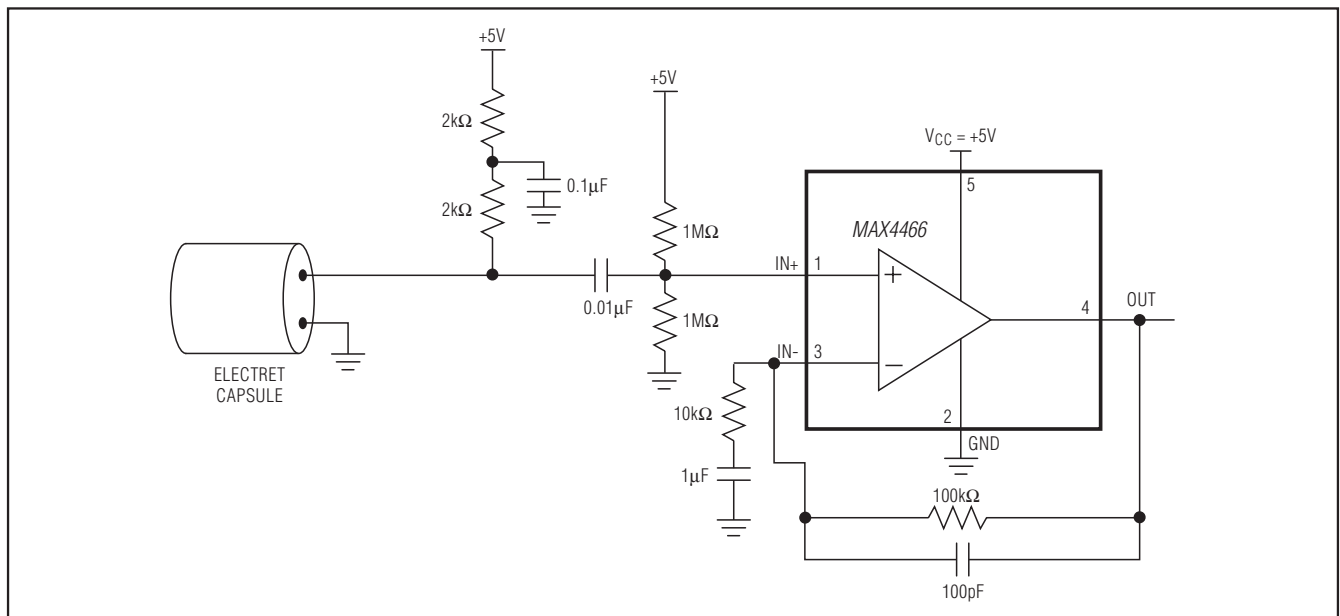 +5V
+5V
2kΩ
VCC = +5V
0.1μF
5
2kΩ
1MΩ
MAX4466
IN+
1
+
0.01μF
OUT
4
1MΩ
IN-
3
−
ELECTRET
CAPSULE
10kΩ
2
GND
1μF
100kΩ
100pF